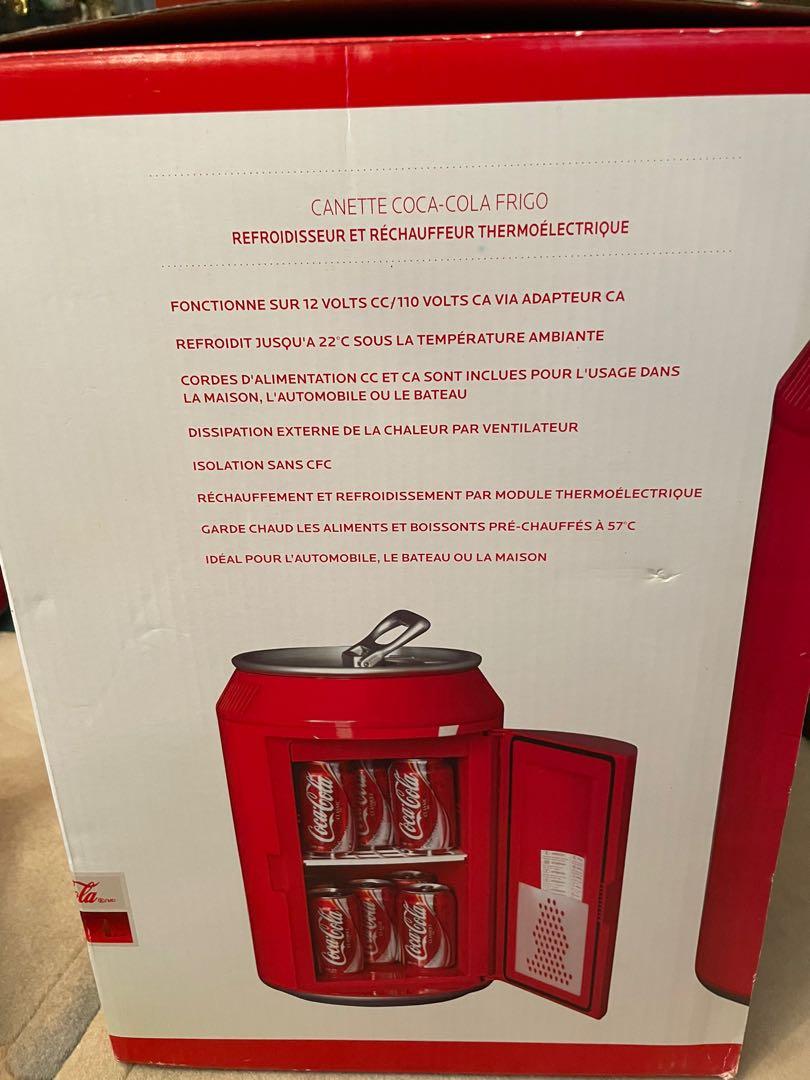 CANETTE COCA-COLA FRIGO
REFROIDISSEUR ET RÉCHAUFFEUR THERMOÉLECTRIQUE
FONCTIONNE SUR 12 VOLTS CC/110 VOLTS CA VIA ADAPTEUR CA
REFROIDIT JUSQU'A 22°C SOUS LA TEMPÉRATURE AMBIANTE
CORDES D'ALIMENTATION CC ET CA SONT INCLUES POUR L'USAGE DANS
LA MAISON, L'AUTOMOBILE OU LE BATEAU
DISSIPATION EXTERNE DE LA CHALEUR PAR VENTILATEUR
ISOLATION SANS CFC
RÉCHAUFFEMENT ET REFROIDISSEMENT PAR MODULE THERMOÉLECTRIQUE
GARDE CHAUD LES ALIMENTS ET BOISSONTS PRÉ-CHAUFFÉS À 57°C
IDÉAL POUR L'AUTOMOBILE, LE BATEAU OU LA MAISON
Coca-Cola Coca-Cola Coca-Cola
Coca-Cola Coca-Cola Coca-Cola
la